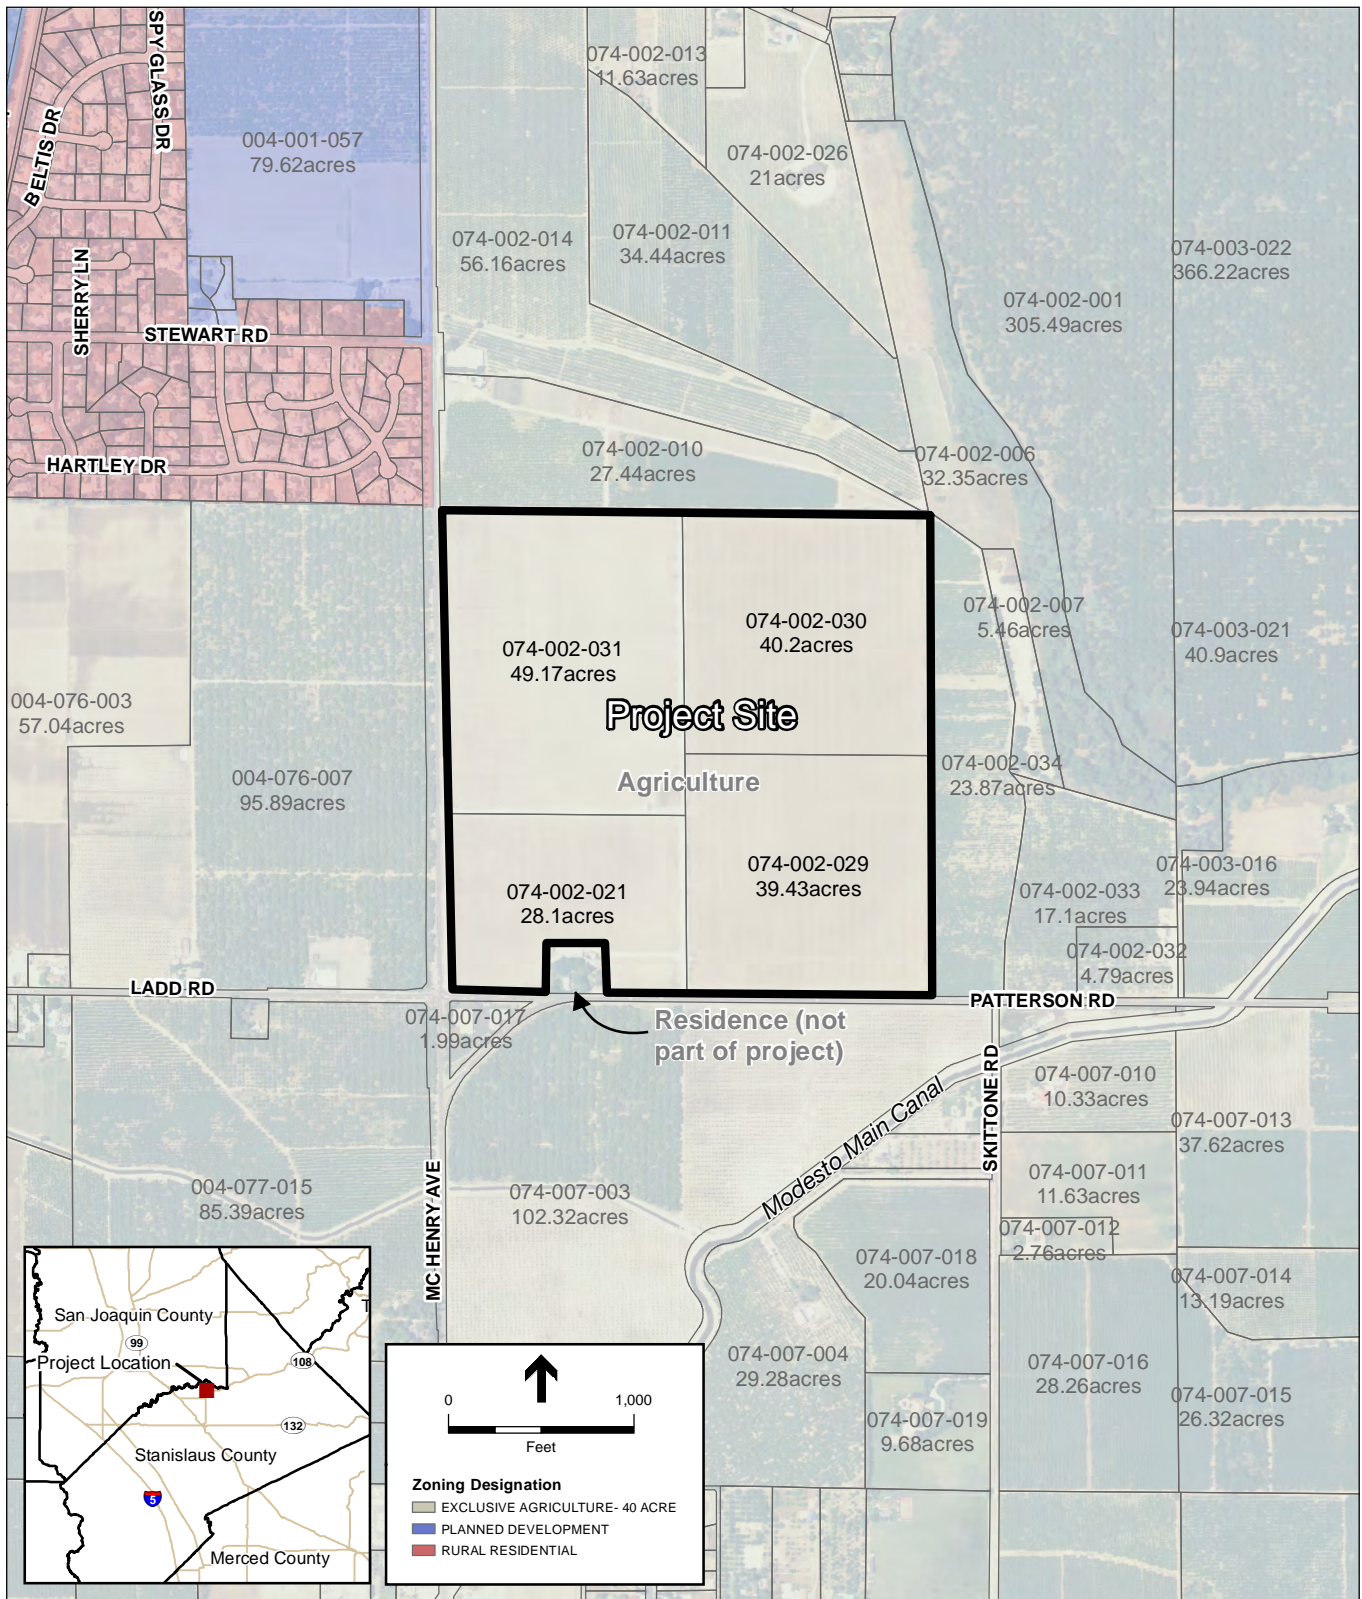 SPY GLASS DR
BELTIS DR
004-001-057
79.62acres
074-002-013
11.63acres
074-002-026
21acres
074-002-014
56.16acres
074-002-011
34.44acres
074-003-022
366.22acres
074-002-001
305.49acres
SHERRY LN
STEWART RD
HARTLEY DR
074-002-010
27.44acres
074-002-006
32.35acres
074-002-031
49.17acres
074-002-030
40.2acres
074-002-007
5.46acres
074-003-021
40.9acres
004-076-003
57.04acres
Project Site
Agriculture
004-076-007
95.89acres
074-002-034
23.87acres
074-002-021
28.1acres
074-002-029
39.43acres
074-003-016
23.94acres
074-002-033
17.1acres
074-002-032
4.79acres
LADD RD
PATTERSON RD
074-007-017
1.99acres
Residence (not
part of project)
SKITTONE RD
Modesto Main Canal
074-007-010
10.33acres
074-007-013
37.62acres
074-007-011
11.63acres
074-007-012
2.76acres
004-077-015
85.39acres
MC HENRY AVE
074-007-003
102.32acres
074-007-018
20.04acres
074-007-014
13.19acres
074-007-004
29.28acres
074-007-016
28.26acres
074-007-015
26.32acres
074-007-019
9.68acres
San Joaquin County
T
99
Project Location
108
132
Stanislaus County
5
Merced County
0
1,000
Feet
Zoning Designation
EXCLUSIVE AGRICULTURE- 40 ACRE
PLANNED DEVELOPMENT
RURAL RESIDENTIAL